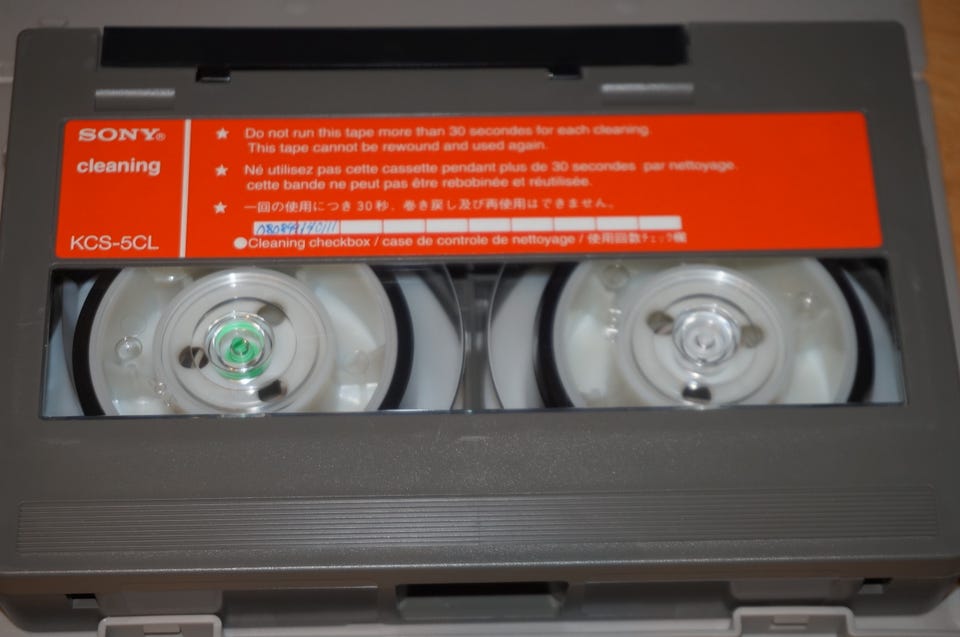 SONY®
cleaning
KCS-5CL
★ Do not run this tape more than 30 secondes for each cleaning.
This tape cannot be rewound and used again.
★ Né utilisez pas cette cassette pendant plus de 30 secondes par nettoyage.
cette bande ne peut pas être rebobinée et réutilisée.
★ 一回の使用につき30秒、巻き戻し及び再使用はできません。
●Cleaning checkbox / case de controle de nettoyage / 使用回数チェック欄